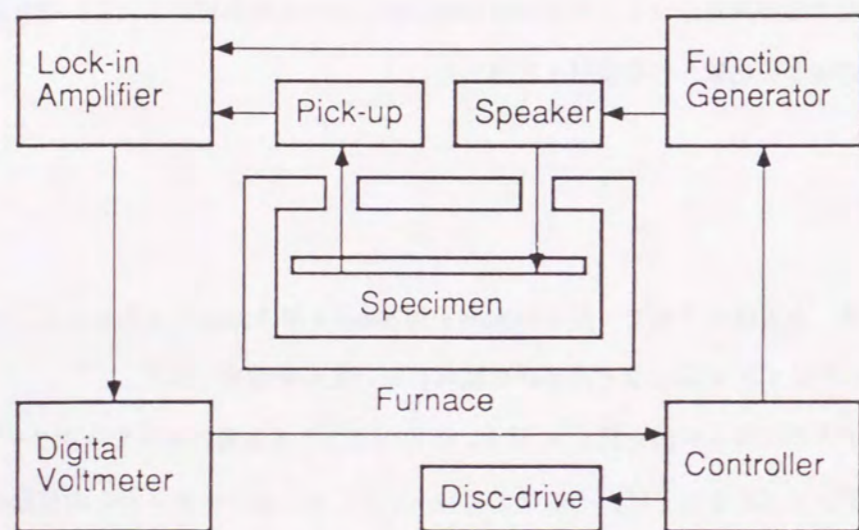 Lock-in
Amplifier
Pick-up
Speaker
Function
Generator
Specimen
Furnace
Digital
Voltmeter
Disc-drive
Controller